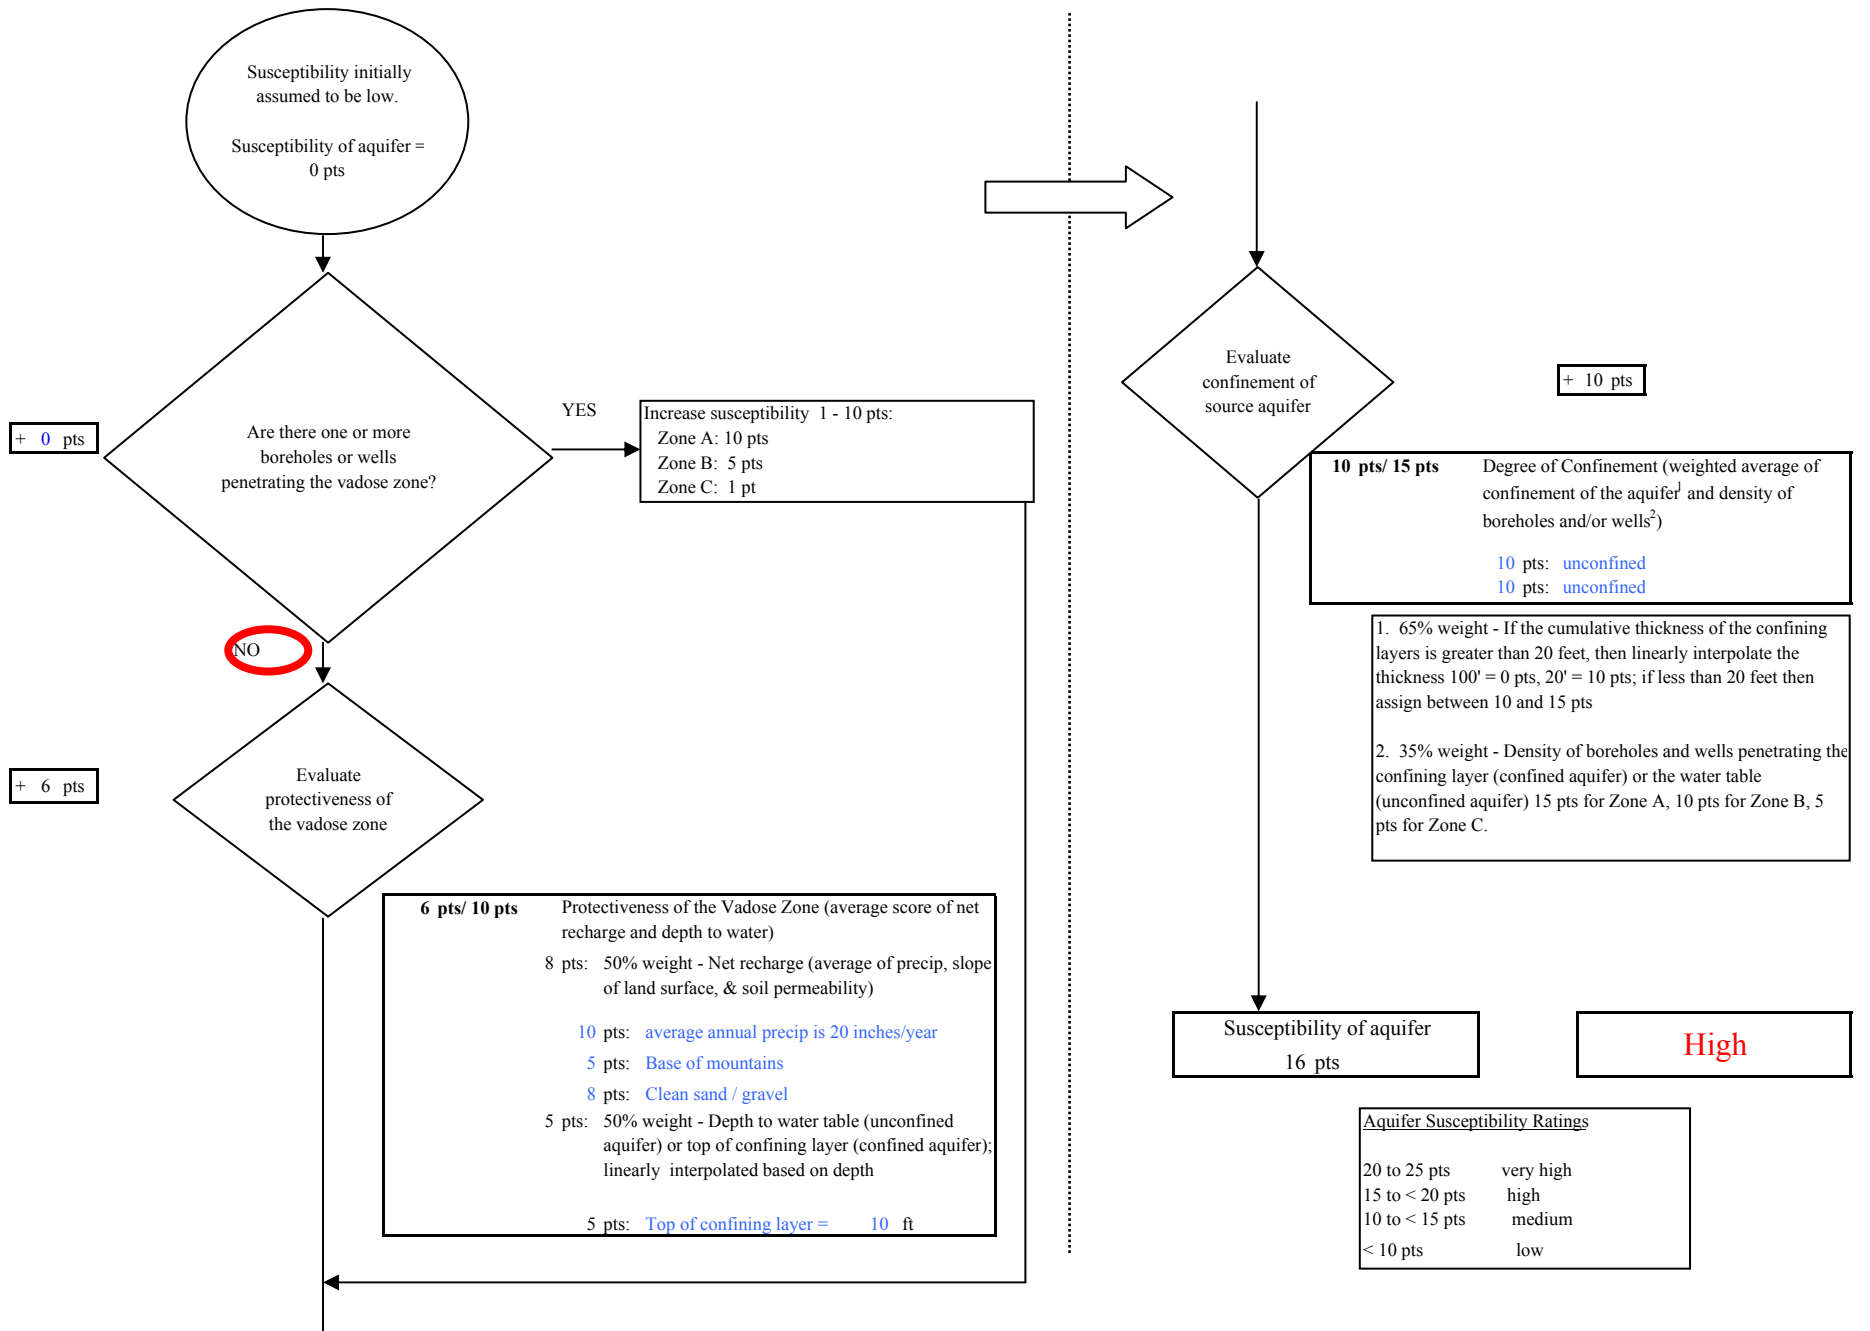 Susceptibility initially
assumed to be low.
Susceptibility of aquifer =
0 pts
+ 0 pts
Are there one or more
boreholes or wells
penetrating the vadose zone?
YES
Increase susceptibility 1 - 10 pts:
Zone A: 10 pts
Zone B: 5 pts
Zone C: 1 pt
NO
+ 6 pts
Evaluate
protectiveness of
the vadose zone
6 pts/ 10 pts Protectiveness of the Vadose Zone (average score of net
recharge and depth to water)
8 pts: 50% weight - Net recharge (average of precip, slope
of land surface, & soil permeability)
10 pts: average annual precip is 20 inches/year
5 pts: Base of mountains
8 pts: Clean sand / gravel
5 pts: 50% weight - Depth to water table (unconfined
aquifer) or top of confining layer (confined aquifer);
linearly interpolated based on depth
5 pts: Top of confining layer = 10 ft
Evaluate
confinement of
source aquifer
+ 10 pts
10 pts/ 15 pts Degree of Confinement (weighted average of
confinement of the aquifer1 and density of
boreholes and/or wells2)
10 pts: unconfined
10 pts: unconfined
1. 65% weight - If the cumulative thickness of the confining
layers is greater than 20 feet, then linearly interpolate the
thickness 100' = 0 pts, 20' = 10 pts; if less than 20 feet then
assign between 10 and 15 pts
2. 35% weight - Density of boreholes and wells penetrating the
confining layer (confined aquifer) or the water table
(unconfined aquifer) 15 pts for Zone A, 10 pts for Zone B, 5
pts for Zone C.
Susceptibility of aquifer
16 pts
High
Aquifer Susceptibility Ratings
20 to 25 pts very high
15 to < 20 pts high
10 to < 15 pts medium
< 10 pts low